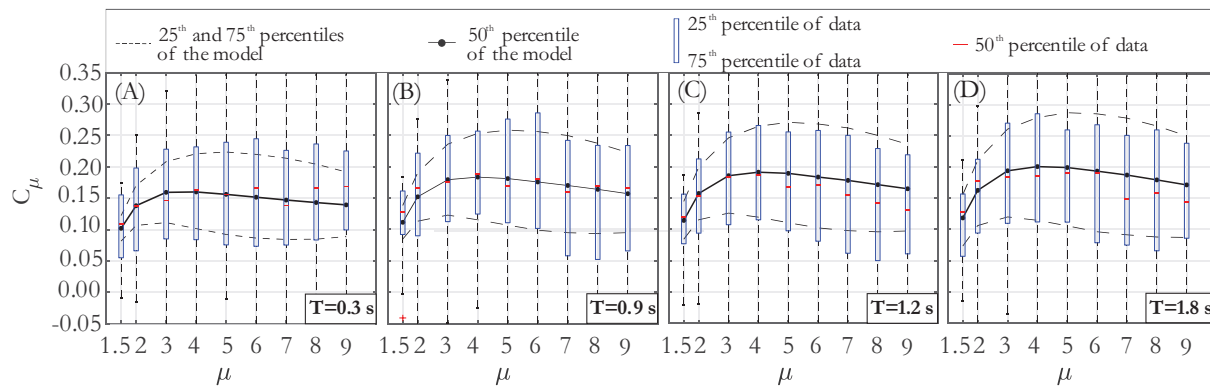 25th and 75th percentiles
of the model
50th percentile
of the model
25th percentile of data
75th percentile of data
50th percentile of data
0.35
0.30
0.25
0.20
0.15
0.10
0.05
0.00
-0.05
Cμ
(A)
(B)
(C)
(D)
T=0.3 s
T=0.9 s
T=1.2 s
T=1.8 s
1.5 2 3 4 5 6 7 8 9
1.5 2 3 4 5 6 7 8 9
1.5 2 3 4 5 6 7 8 9
1.5 2 3 4 5 6 7 8 9
μ
μ
μ
μ